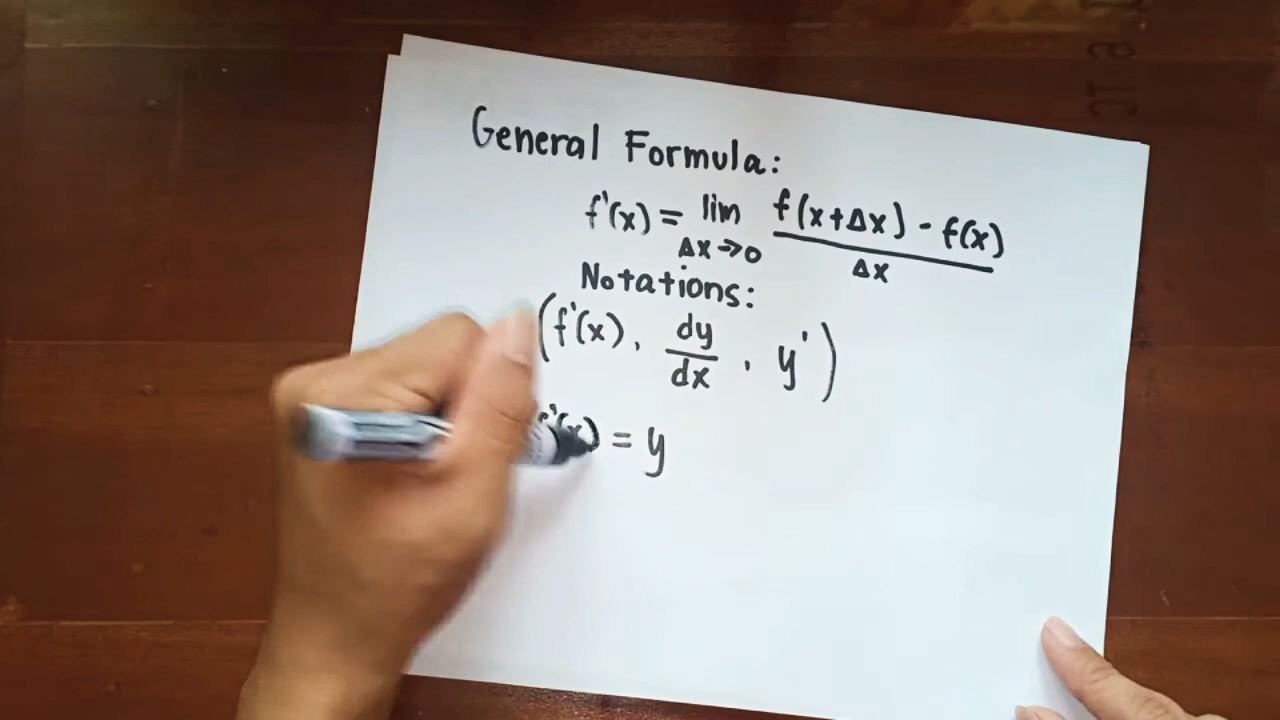 General Formula:
f'(x) = lim Δx→0 f(x+Δx) - f(x) / Δx
Notations:
(f'(x), dy/dx, y')
f'(x) = y